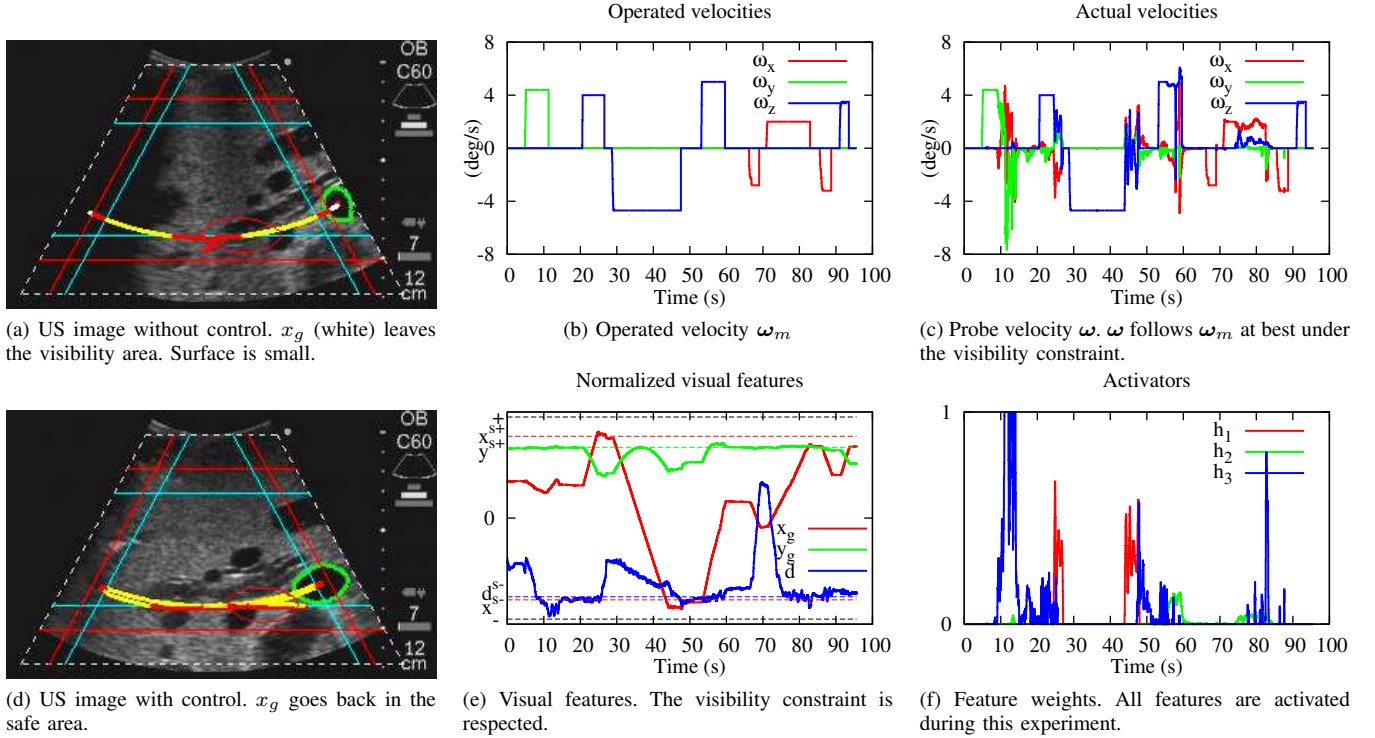 OB
C60
7
12
cm
(a) US image without control. x_g (white) leaves
the visibility area. Surface is small.
Operated velocities
8
4
0
-4
-8
((deg/s)
ω_x
ω_y
ω_z
0 10 20 30 40 50 60 70 80 90 100
Time (s)
(b) Operated velocity ω_m
Actual velocities
8
4
0
-4
-8
(deg/s)
ω_x
ω_y
ω_z
0 10 20 30 40 50 60 70 80 90 100
Time (s)
(c) Probe velocity ω. ω follows ω_m at best under
the visibility constraint.
OB
C60
7
12
cm
(d) US image with control. x_g goes back in the
safe area.
Normalized visual features
+
x^s+
y^s+
0
d^s-
x^s-
-
x_g
y_g
d
0 10 20 30 40 50 60 70 80 90 100
Time (s)
(e) Visual features. The visibility constraint is
respected.
Activators
1
0
h_1
h_2
h_3
0 10 20 30 40 50 60 70 80 90 100
Time (s)
(f) Feature weights. All features are activated
during this experiment.